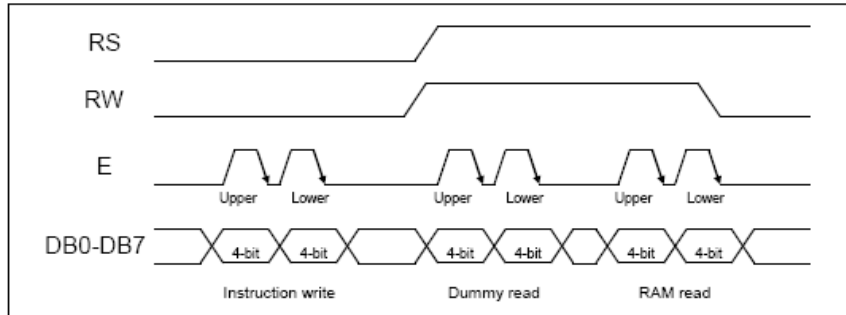 RS
RW
E
Upper Lower Upper Lower Upper Lower
DB0-DB7 4-bit 4-bit 4-bit 4-bit 4-bit 4-bit
Instruction write Dummy read RAM read